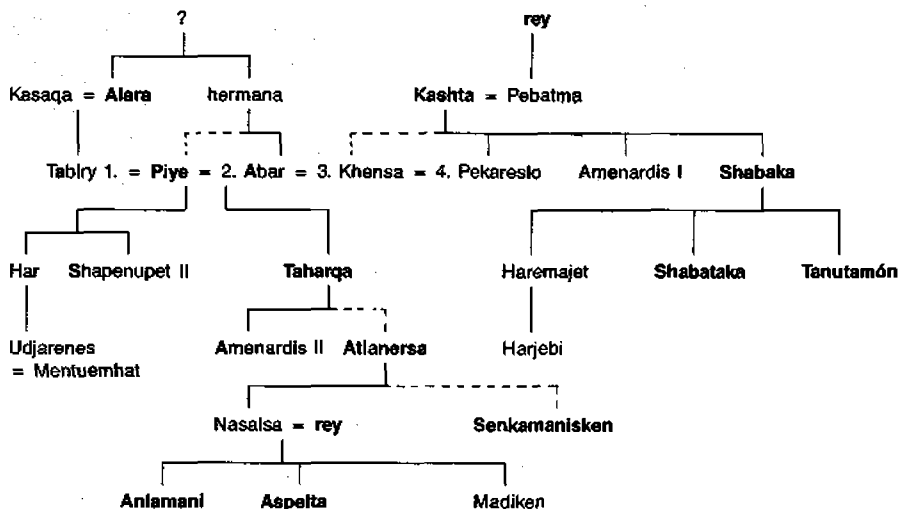 ? rey
Kasaqa = Alara hermana Kashta = Pebatma
Tabiry 1. = Piye = 2. Abar = 3. Khensa = 4. Pekareslo Amenardis I Shabaka
Har Shapenupet II Taharqa Haremajet Shabataka Tanutamón
Udjarenes Amenardis II Atlanersa Harjebi
= Mentuemhat
Nasalsa = rey Senkamanisken
Anlamani Aspelta Madiken